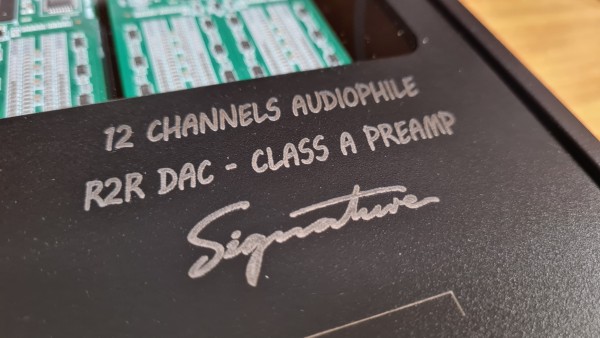 12 CHANNELS AUDIOPHILE
R2R DAC - CLASS A PREAMP
Signature